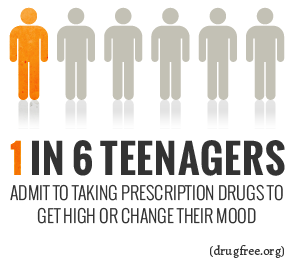 1 IN 6 TEENAGERS
ADMIT TO TAKING PRESCRIPTION DRUGS TO
GET HIGH OR CHANGE THEIR MOOD
(drugfree.org)